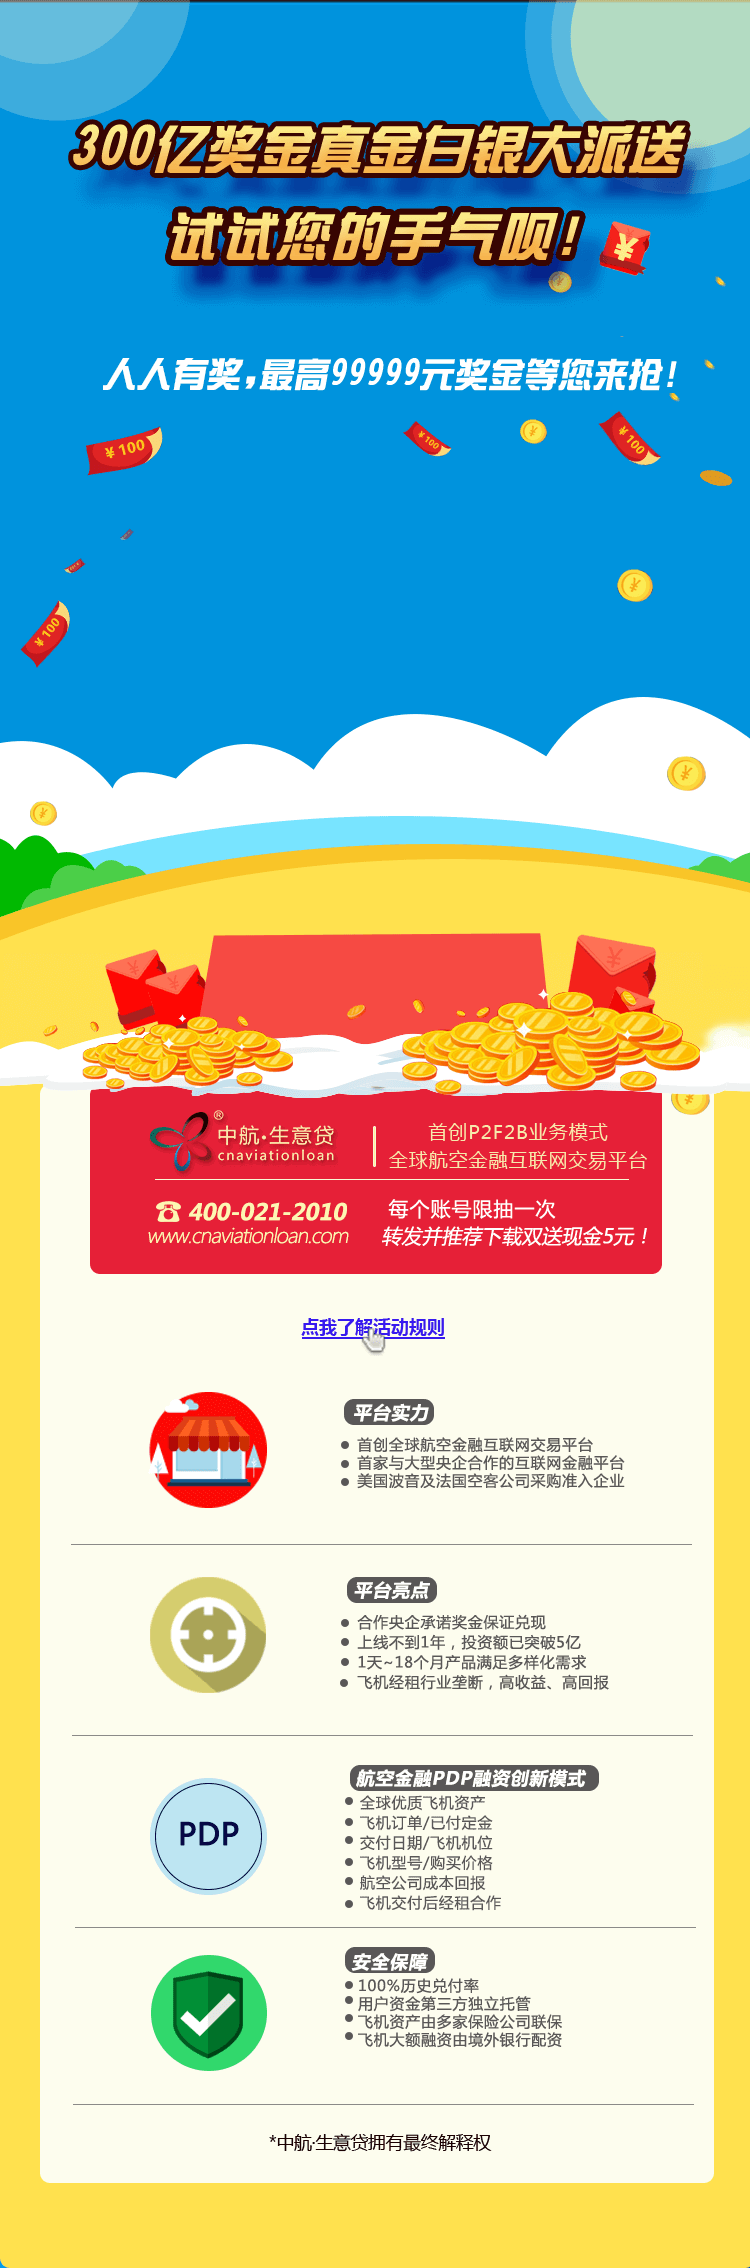 300亿奖金真金白银大派送
试试您的手气呗！
¥
人人有奖，最高99999元奖金等您来抢！
¥100
¥100
¥
¥100
¥
¥100
¥
¥
中航·生意贷®
cnaviationloan
首创P2F2B业务模式
全球航空金融互联网交易平台
400-021-2010
www.cnaviationloan.com
每个账号限抽一次
转发并推荐下载双送现金5元！
点我了解活动规则
平台实力
首创全球航空金融互联网交易平台
首家与大型央企合作的互联网金融平台
美国波音及法国空客公司采购准入企业
平台亮点
合作央企承诺奖金保证兑现
上线不到1年，投资额已突破5亿
1天~18个月产品满足多样化需求
飞机经租行业垄断，高收益、高回报
PDP
航空金融PDP融资创新模式
全球优质飞机资产
飞机订单/已付定金
交付日期/飞机机位
飞机型号/购买价格
航空公司成本回报
飞机交付后经租合作
安全保障
100%历史兑付率
用户资金第三方独立托管
飞机资产由多家保险公司联保
飞机大额融资由境外银行配资
*中航·生意贷拥有最终解释权